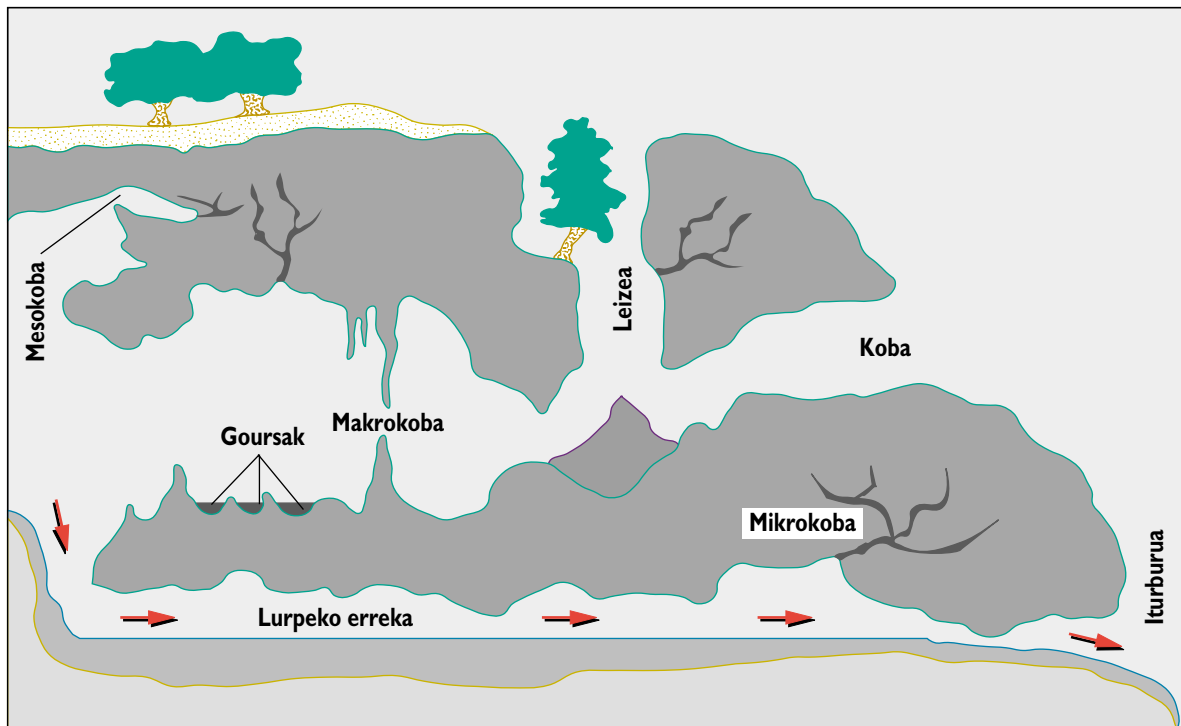 Mesokoba
Leizea
Koba
Makrokoba
Goursak
Mikrokoba
Lurpeko erreka
Iturburua